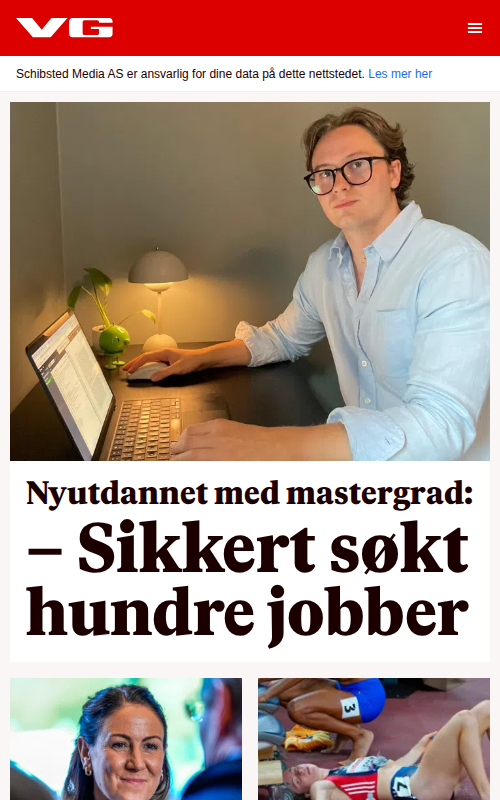 VG
Schibsted Media AS er ansvarlig for dine data på dette nettstedet. Les mer her
Nyutdannet med mastergrad:
– Sikkert søkt
hundre jobber
3
7